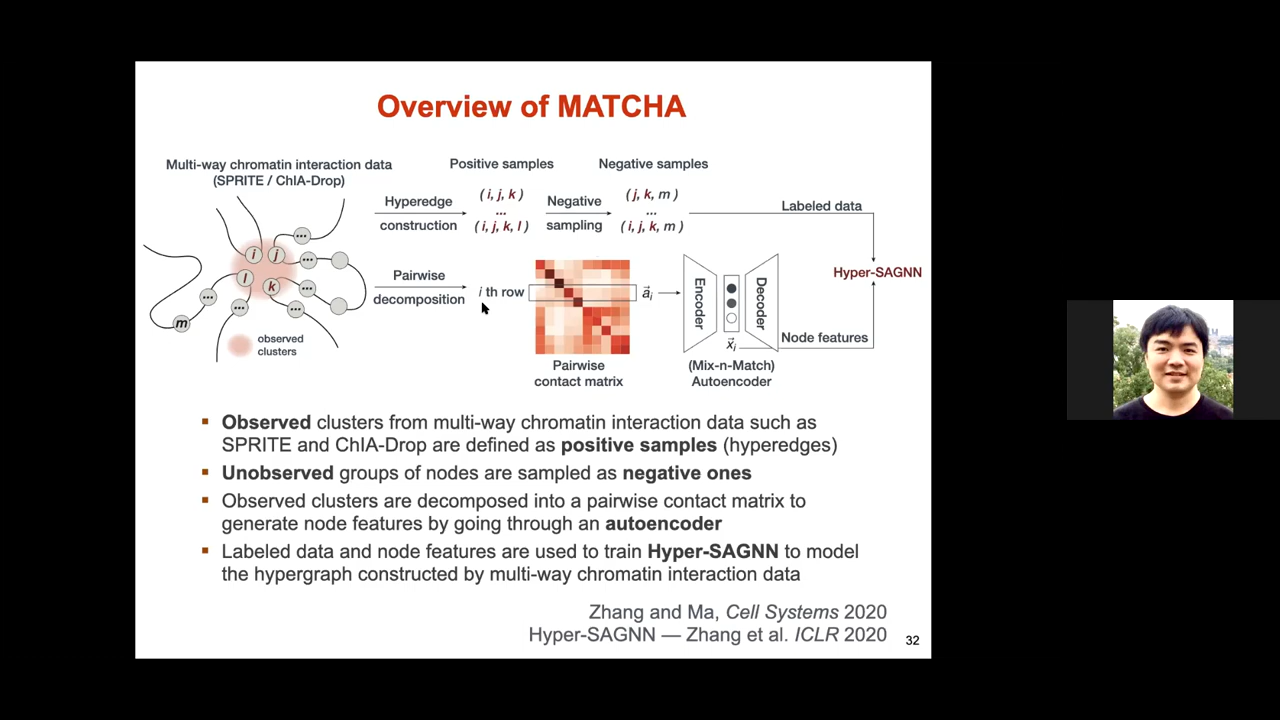 Overview of MATCHA
Multi-way chromatin interaction data
(SPRITE / ChIA-Drop)
Positive samples
Negative samples
Hyperedge
construction
( i, j, k )
...
( i, j, k, l )
Negative
sampling
( j, k, m )
...
( i, j, k, m )
Labeled data
Hyper-SAGNN
i
j
l
k
m
...
...
...
...
...
...
observed
clusters
Pairwise
decomposition
i th row
Pairwise
contact matrix
a⃗i
Encoder
Decoder
x⃗i
(Mix-n-Match)
Autoencoder
Node features
▪ Observed clusters from multi-way chromatin interaction data such as
SPRITE and ChIA-Drop are defined as positive samples (hyperedges)
▪ Unobserved groups of nodes are sampled as negative ones
▪ Observed clusters are decomposed into a pairwise contact matrix to
generate node features by going through an autoencoder
▪ Labeled data and node features are used to train Hyper-SAGNN to model
the hypergraph constructed by multi-way chromatin interaction data
Zhang and Ma, Cell Systems 2020
Hyper-SAGNN — Zhang et al. ICLR 2020
32